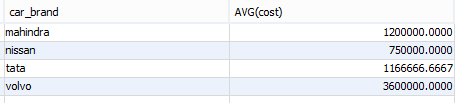 car_brand AVG(cost)
mahindra 1200000.0000
nissan 750000.0000
tata 1166666.6667
volvo 3600000.0000